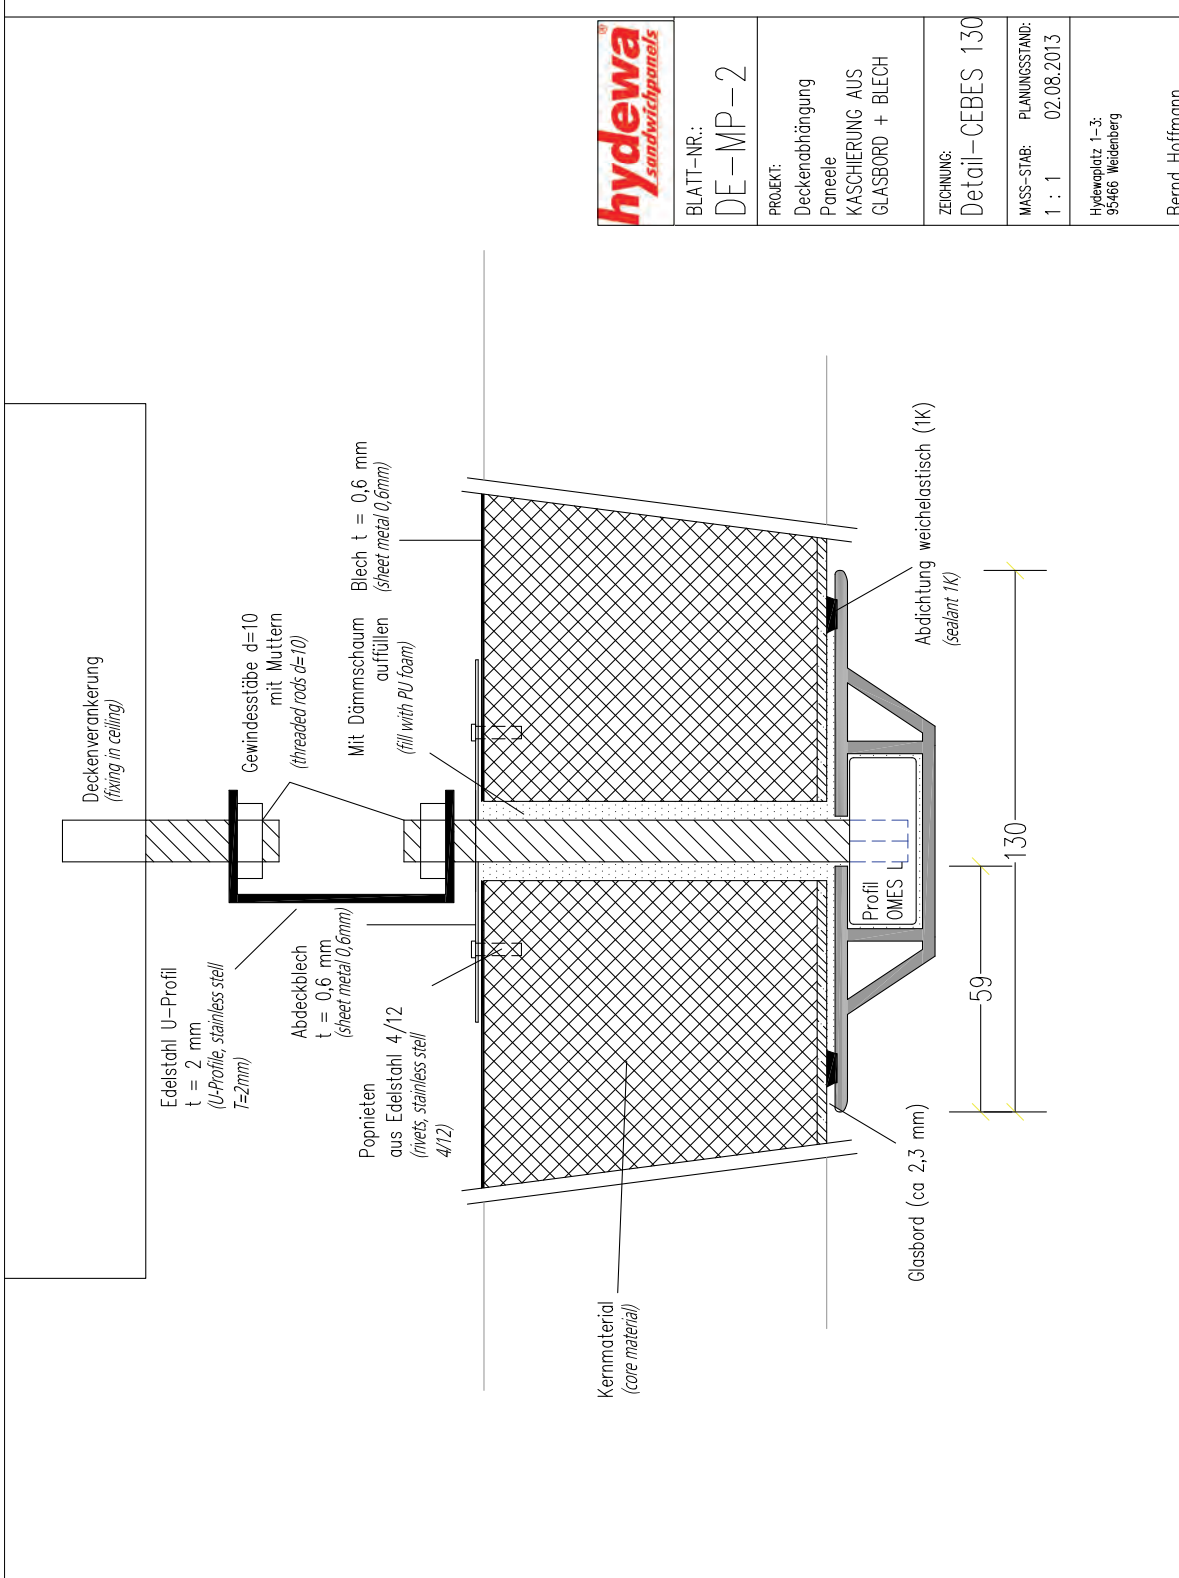 Deckenverankerung
(fixing in ceiling)
Gewindesstäbe d=10
mit Muttern
(threaded rods d=10)
Mit Dämmschaum
auffüllen
(fill with PU foam)
Blech t = 0,6 mm
(sheet metal 0,6mm)
Edelstahl U-Profil
t = 2 mm
(U-Profile, stainless stell
T=2mm)
Abdeckblech
t = 0,6 mm
(sheet metal 0,6mm)
Popnieten
aus Edelstahl 4/12
(rivets, stainless stell
4/12)
Kernmaterial
(core material)
Glasbord (ca 2,3 mm)
Abdichtung weichelastisch (1K)
(sealant 1K)
Profil
OMES L
59
130
hydewa®
sandwichpanels
BLATT-NR.:
DE-MP-2
PROJEKT:
Deckenabhängung
Paneele
KASCHIERUNG AUS
GLASBORD + BLECH
ZEICHNUNG:
Detail-CEBES 130
MASS-STAB: PLANUNGSSTAND:
1 : 1 02.08.2013
Hydewaplatz 1-3:
95466 Weidenberg
Bernd Hoffmann